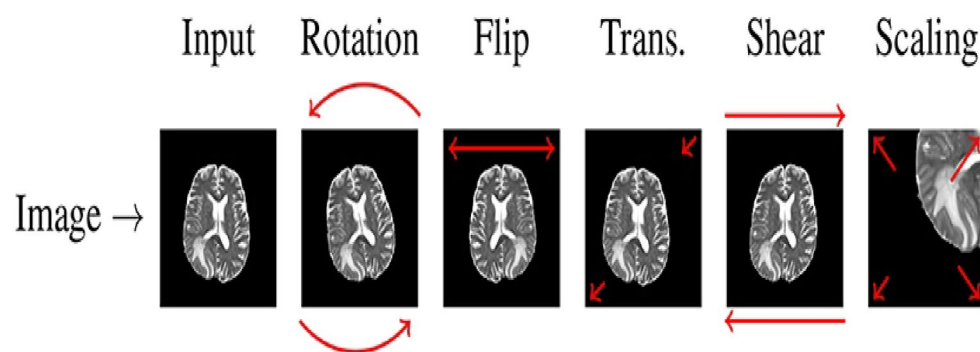 Input Rotation Flip Trans. Shear Scaling
Image →